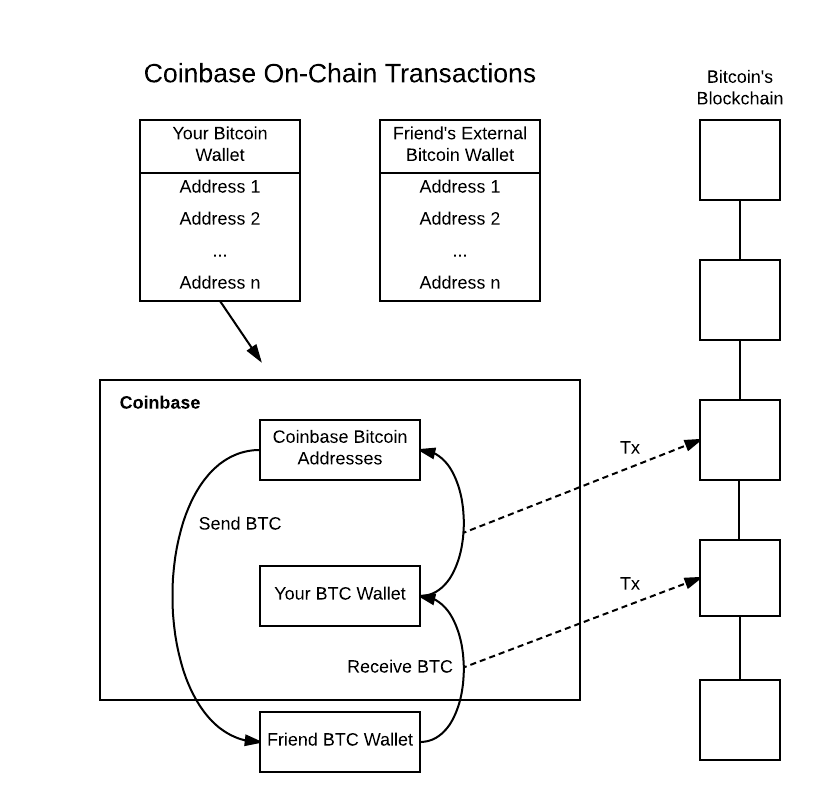 Coinbase On-Chain Transactions
Bitcoin's
Blockchain
Your Bitcoin
Wallet
Address 1
Address 2
...
Address n
Friend's External
Bitcoin Wallet
Address 1
Address 2
...
Address n
Coinbase
Coinbase Bitcoin
Addresses
Send BTC
Your BTC Wallet
Receive BTC
Friend BTC Wallet
Tx
Tx